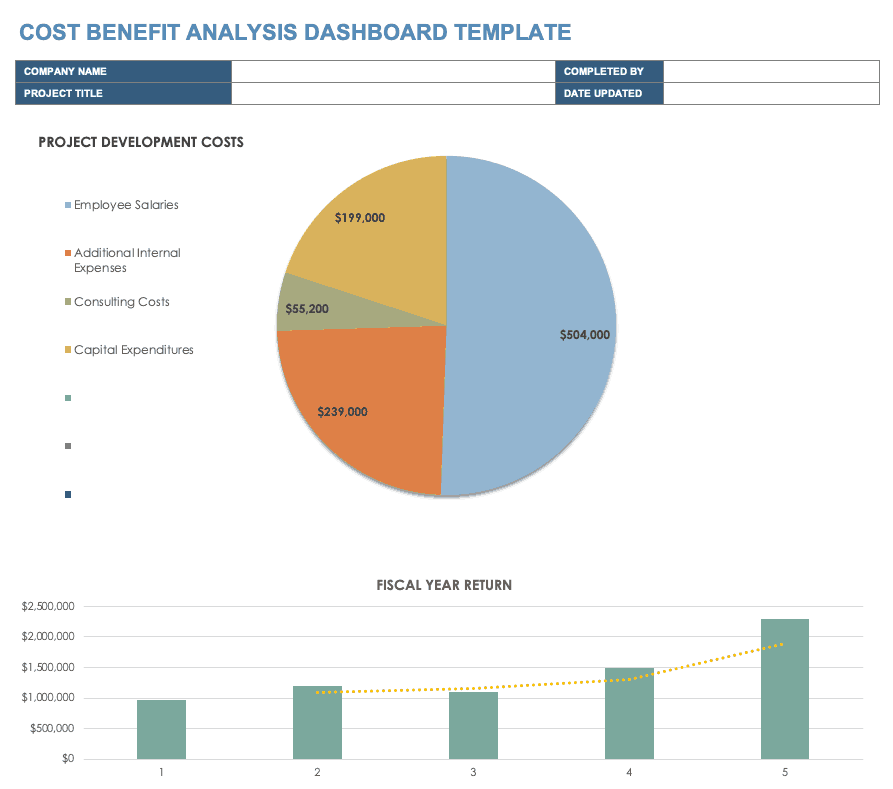 COST BENEFIT ANALYSIS DASHBOARD TEMPLATE
COMPANY NAME
COMPLETED BY
PROJECT TITLE
DATE UPDATED
PROJECT DEVELOPMENT COSTS
Employee Salaries
Additional Internal
Expenses
Consulting Costs
Capital Expenditures
$199,000
$55,200
$504,000
$239,000
FISCAL YEAR RETURN
$2,500,000
$2,000,000
$1,500,000
$1,000,000
$500,000
$0
1 2 3 4 5